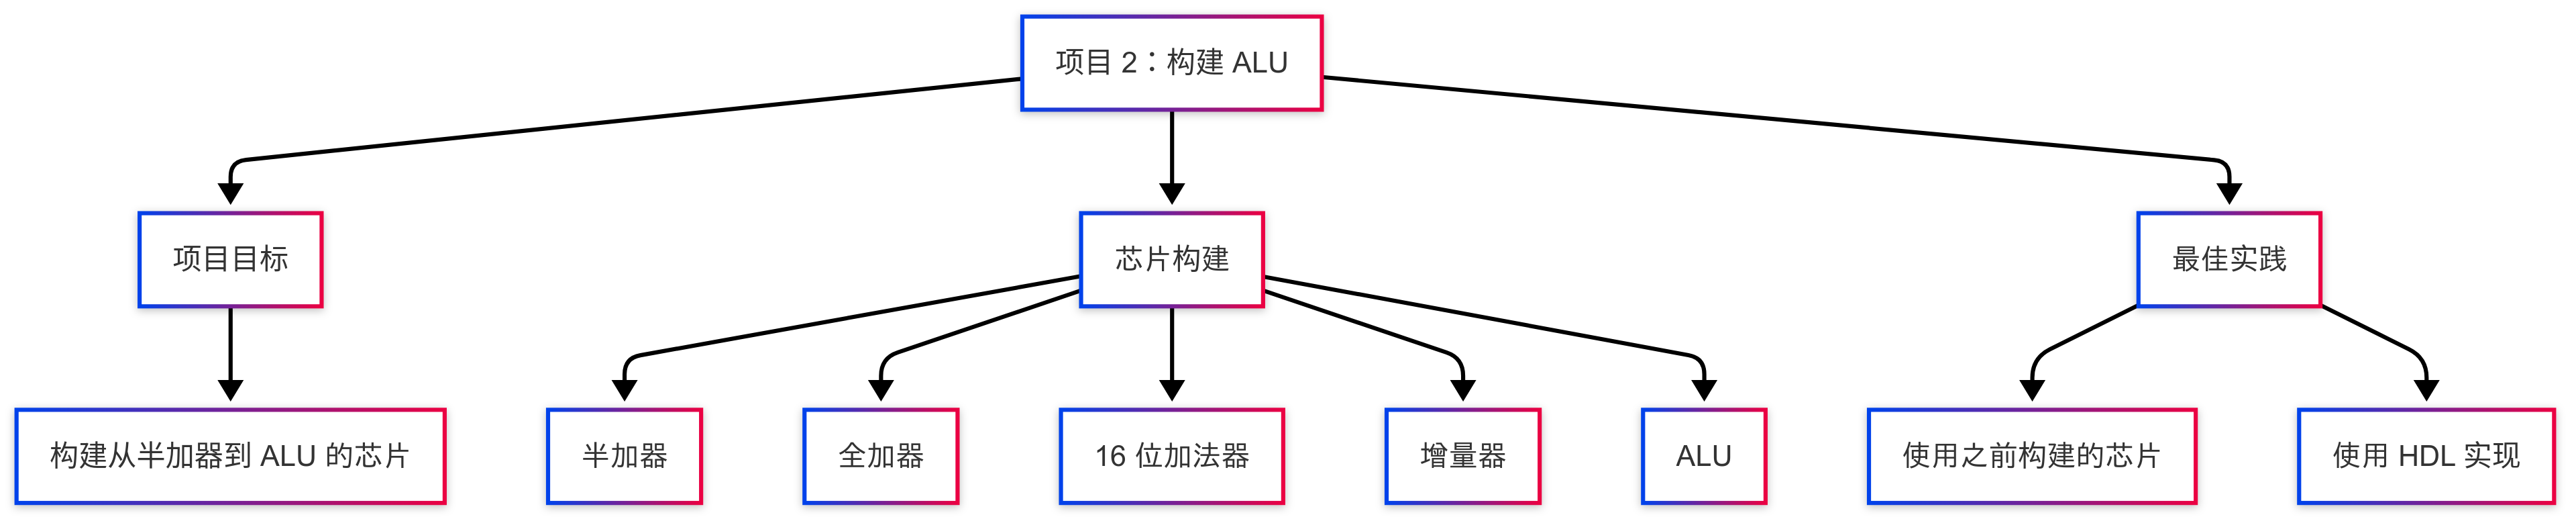 项目 2：构建 ALU
项目目标
芯片构建
最佳实践
构建从半加器到 ALU 的芯片
半加器
全加器
16 位加法器
增量器
ALU
使用之前构建的芯片
使用 HDL 实现